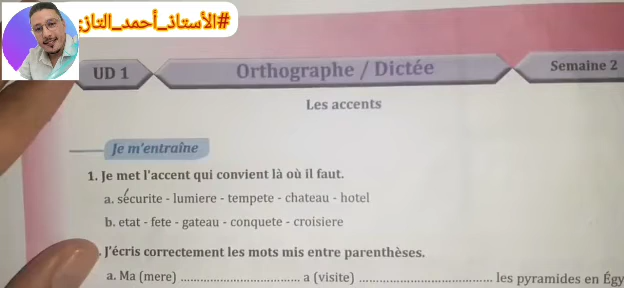 #الأستاذ_أحمد_التازي
UD 1
Orthographe / Dictée
Semaine 2
Les accents
Je m'entraîne
1. Je met l'accent qui convient là où il faut.
a. sécurite - lumiere - tempete - chateau - hotel
b. etat - fete - gateau - conquete - croisiere
. J'écris correctement les mots mis entre parenthèses.
a. Ma (mere) .................................. a (visite) ...................................... les pyramides en Égy